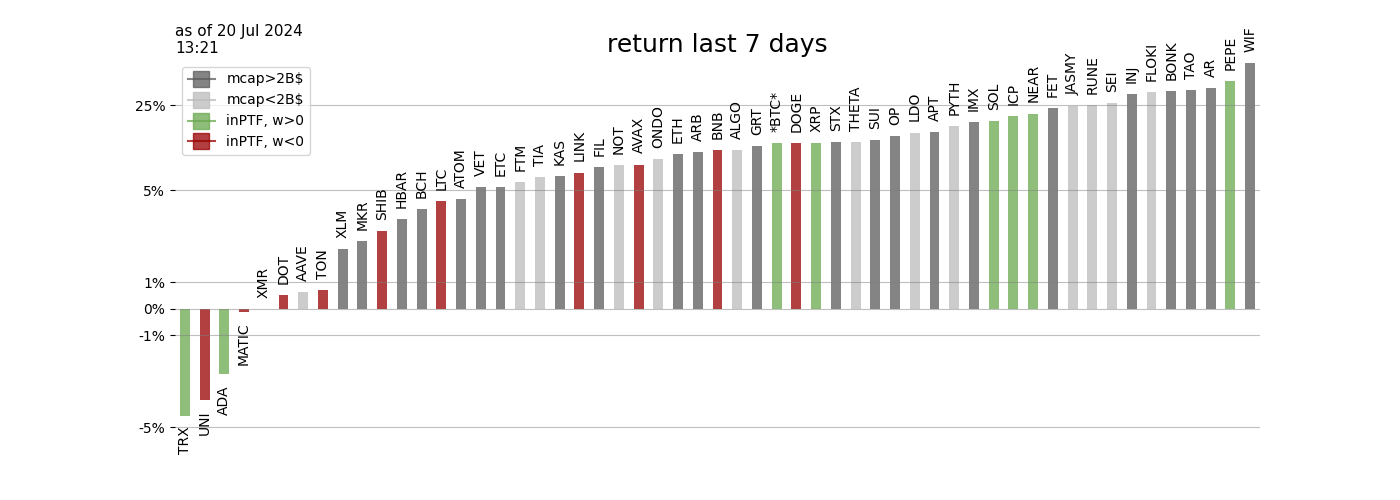 as of 20 Jul 2024
13:21
return last 7 days
mcap>2B$
mcap<2B$
inPTF, w>0
inPTF, w<0
25%
5%
1%
0%
-1%
-5%
TRX
UNI
ADA
MATIC
XMR
DOT
AAVE
TON
XLM
MKR
SHIB
HBAR
BCH
LTC
ATOM
VET
ETC
FTM
TIA
KAS
LINK
FIL
NOT
AVAX
ONDO
ETH
ARB
BNB
ALGO
GRT
*BTC*
DOGE
XRP
STX
THETA
SUI
OP
LDO
APT
PYTH
IMX
SOL
ICP
NEAR
FET
JASMY
RUNE
SEI
INJ
FLOKI
BONK
TAO
AR
PEPE
WIF